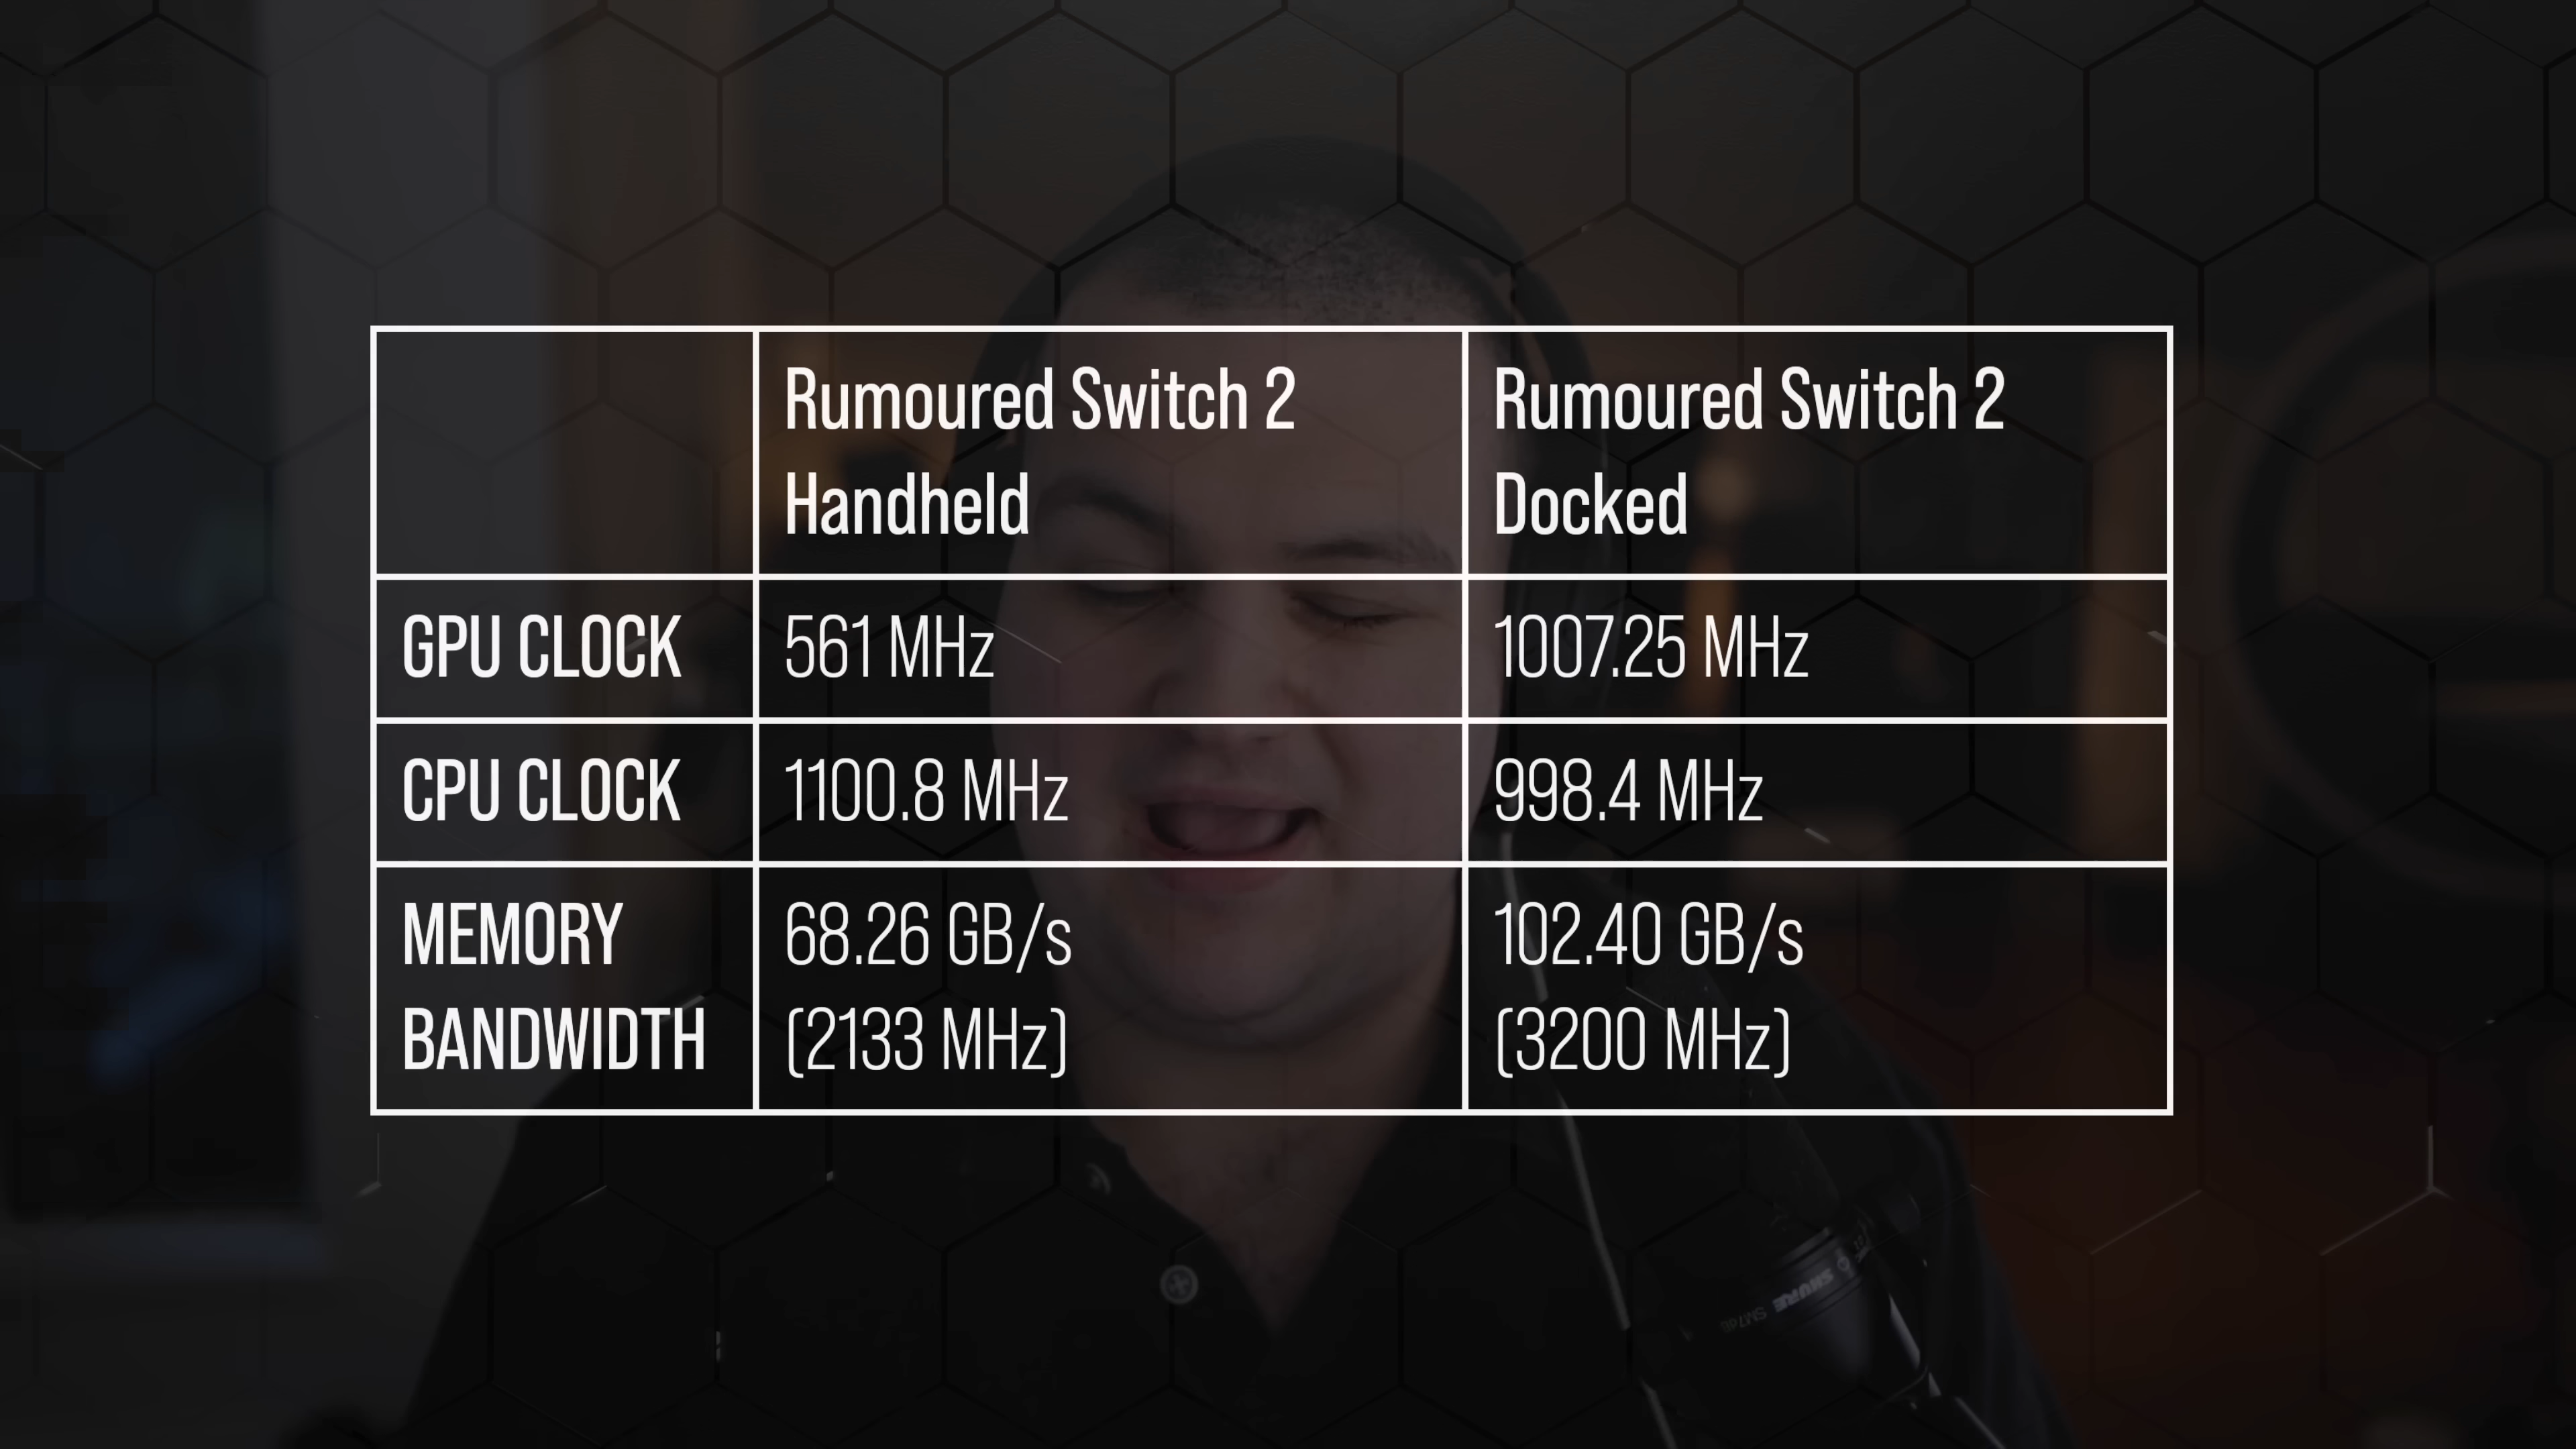 Rumoured Switch 2
Handheld
Rumoured Switch 2
Docked
GPU CLOCK
561 MHz
1007.25 MHz
CPU CLOCK
1100.8 MHz
998.4 MHz
MEMORY
BANDWIDTH
68.26 GB/s
(2133 MHz)
102.40 GB/s
(3200 MHz)
SHURE